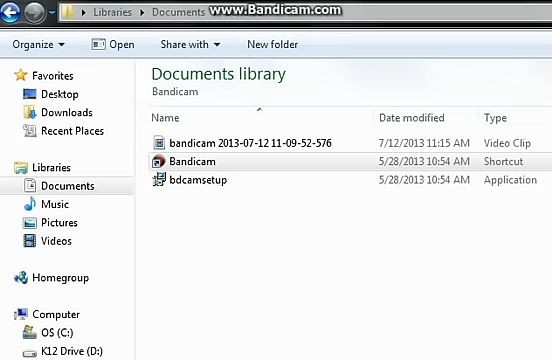 www.Bandicam.com
Libraries Documents
Organize Open Share with New folder
Favorites
Desktop
Downloads
Recent Places
Libraries
Documents
Music
Pictures
Videos
Homegroup
Computer
OS (C:)
K12 Drive (D:)
Documents library
Bandicam
Name Date modified Type
bandicam 2013-07-12 11-09-52-576 7/12/2013 11:15 AM Video Clip
Bandicam 5/28/2013 10:54 AM Shortcut
bdcamsetup 5/28/2013 10:54 AM Application